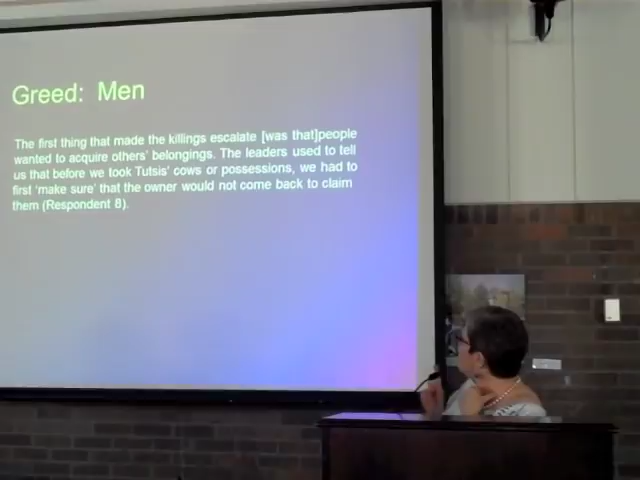 Greed: Men
The first thing that made the killings escalate [was that]people
wanted to acquire others' belongings. The leaders used to tell
us that before we took Tutsis' cows or possessions, we had to
first 'make sure' that the owner would not come back to claim
them (Respondent 8).